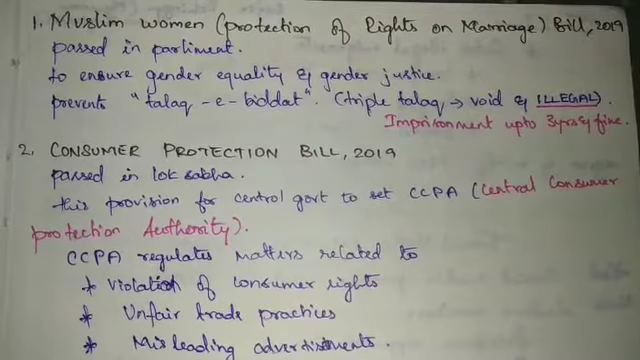 1. Muslim women (protection of Rights on Marriage) Bill, 2019
passed in parliment.
to ensure gender equality & gender justice.
prevents "talaq-e-biddat". (triple talaq → void & ILLEGAL).
Imprisonment upto 3yrs & fine.
2. CONSUMER PROTECTION BILL, 2019
passed in lok sabha.
this provision for central govt to set CCPA (Central Consumer
protection Authority).
CCPA regulates matters related to
* violation of consumer rights
* Unfair trade practices
* Misleading advertisments.